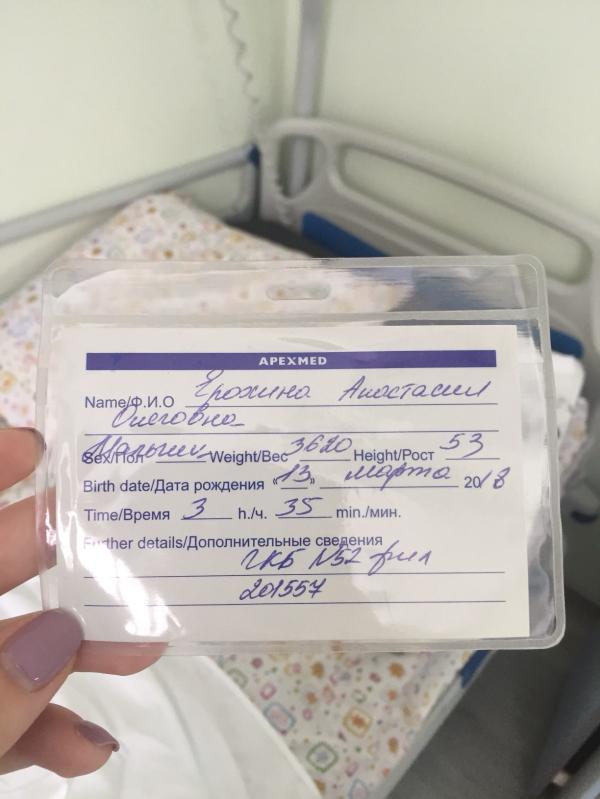 APEXMED
Name/Ф.И.О Ерохина Анастасия
Олеговна
Sex/Пол Мальчик Weight/Вес 3620 Height/Рост 53
Birth date/Дата рождения «13» марта 2018
Time/Время 3 h./ч. 35 min./мин.
Further details/Дополнительные сведения
ГКБ N52 фил
201557